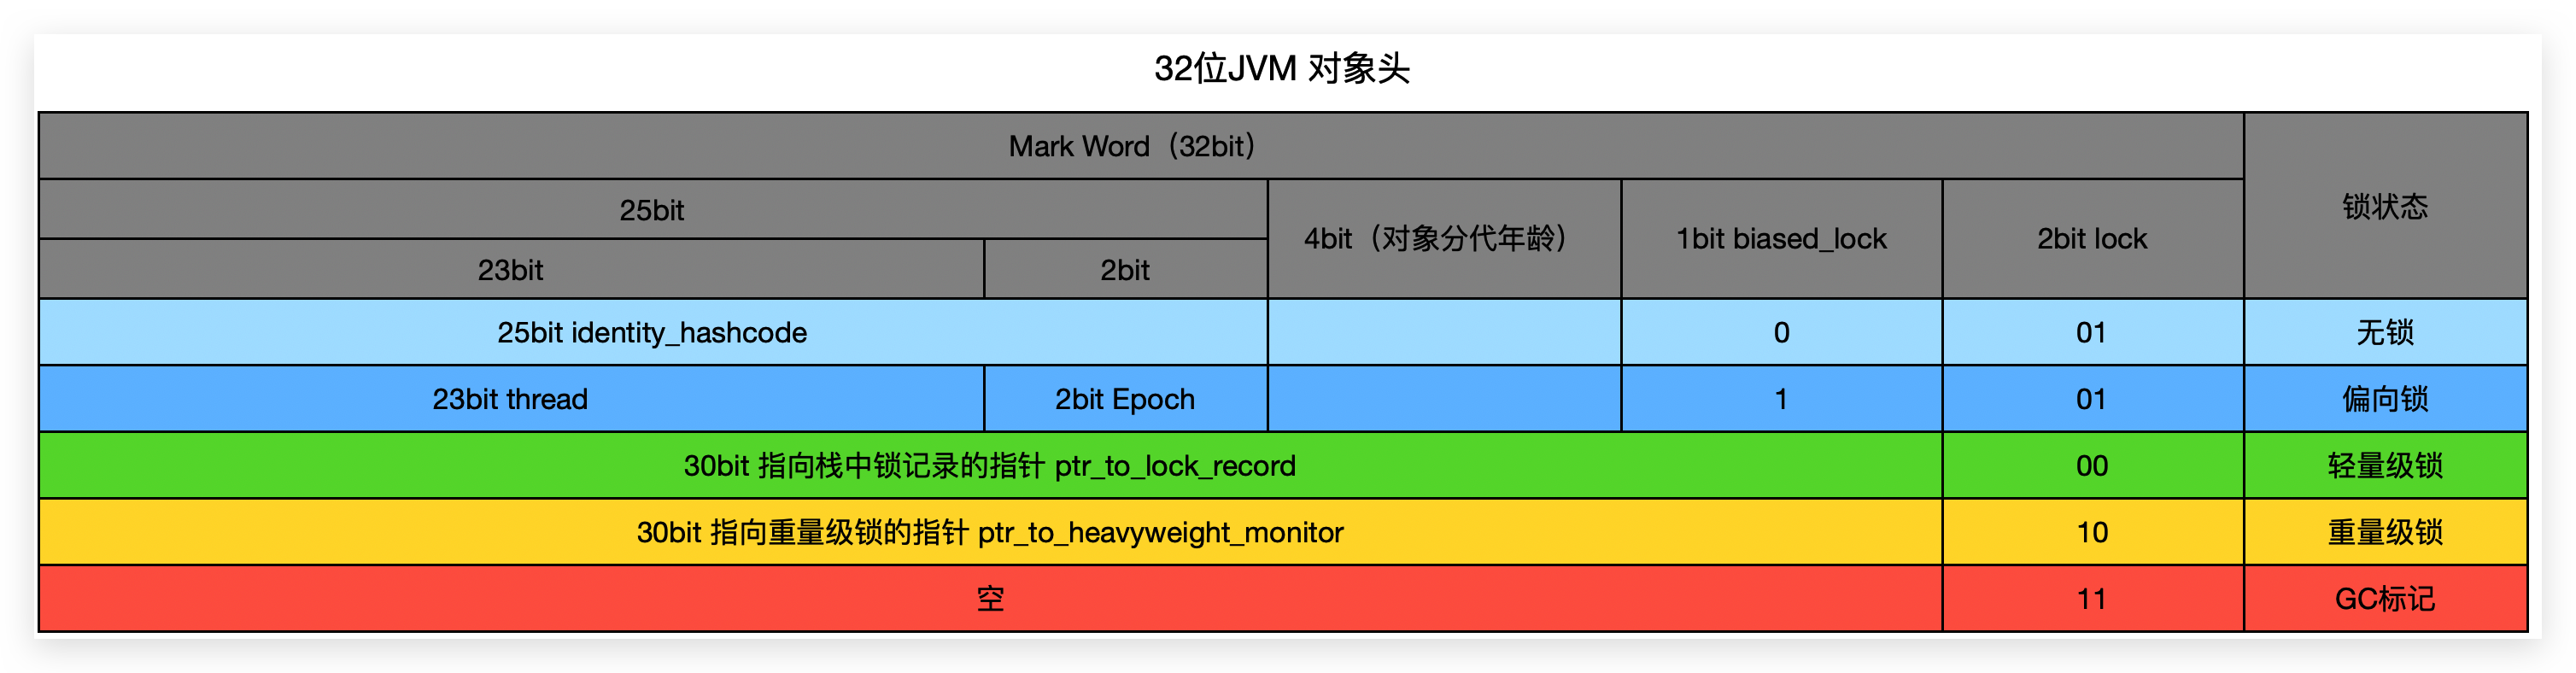 32位JVM 对象头
Mark Word（32bit）
锁状态
25bit
4bit（对象分代年龄）
1bit biased_lock
2bit lock
23bit
2bit
25bit identity_hashcode
0
01
无锁
23bit thread
2bit Epoch
1
01
偏向锁
30bit 指向栈中锁记录的指针 ptr_to_lock_record
00
轻量级锁
30bit 指向重量级锁的指针 ptr_to_heavyweight_monitor
10
重量级锁
空
11
GC标记